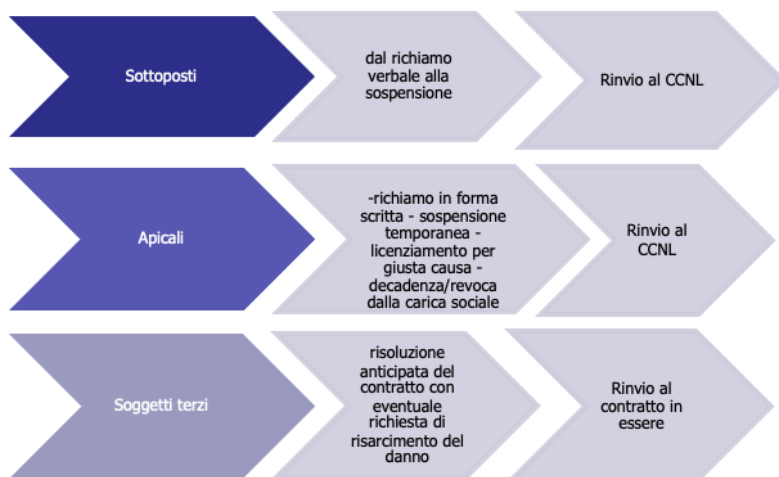 Sottoposti
dal richiamo
verbale alla
sospensione
Rinvio al CCNL
Apicali
-richiamo in forma
scritta - sospensione
temporanea -
licenziamento per
giusta causa -
decadenza/revoca
dalla carica sociale
Rinvio al
CCNL
Soggetti terzi
risoluzione
anticipata del
contratto con
eventuale
richiesta di
risarcimento del
danno
Rinvio al
contratto in
essere